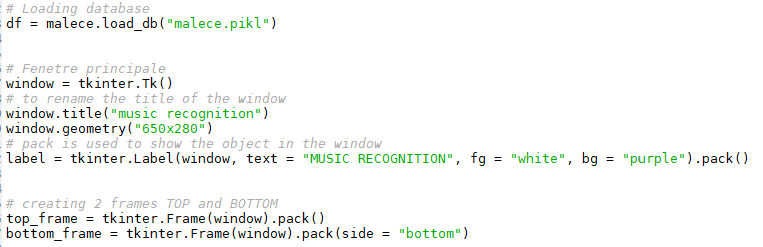 # Loading database
df = malece.load_db("malece.pikl")
# Fenetre principale
window = tkinter.Tk()
# to rename the title of the window
window.title("music recognition")
window.geometry("650x280")
# pack is used to show the object in the window
label = tkinter.Label(window, text = "MUSIC RECOGNITION", fg = "white", bg = "purple").pack()
# creating 2 frames TOP and BOTTOM
top_frame = tkinter.Frame(window).pack()
bottom_frame = tkinter.Frame(window).pack(side = "bottom")